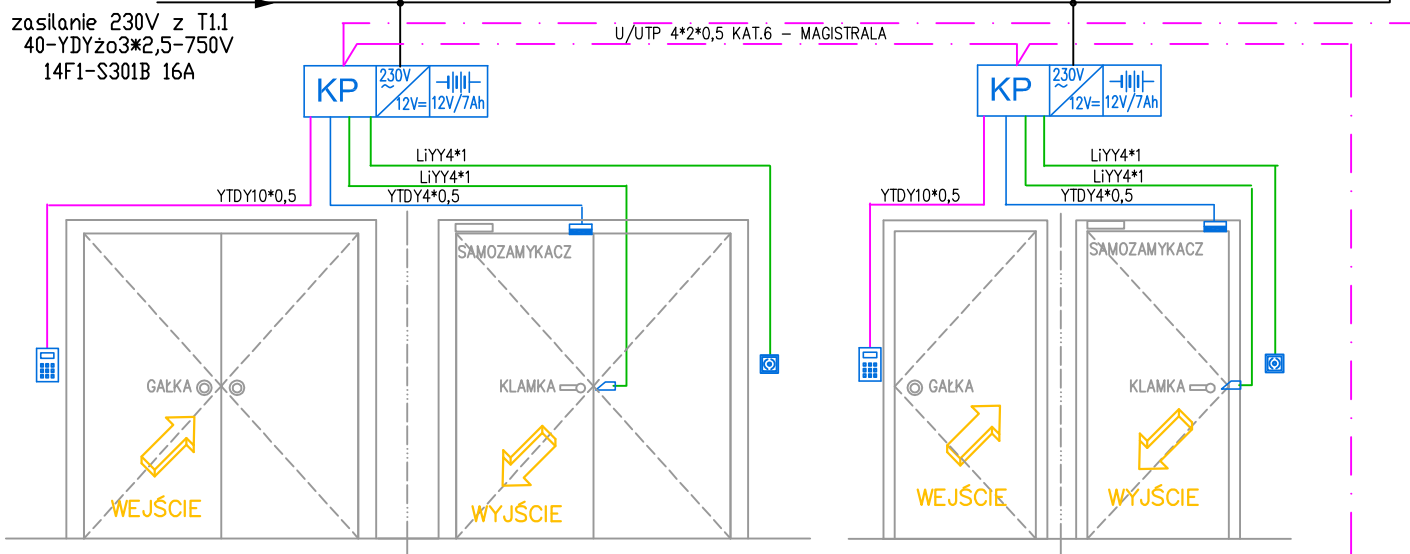 zasilanie 230V z T1.1
40-YDYżo3*2,5-750V
14F1-S301B 16A
U/UTP 4*2*0,5 KAT.6 - MAGISTRALA
KP
230V
~
12V=
12V/7Ah
KP
230V
~
12V=
12V/7Ah
LiYY4*1
LiYY4*1
YTDY10*0,5
YTDY4*0,5
LiYY4*1
LiYY4*1
YTDY10*0,5
YTDY4*0,5
SAMOZAMYKACZ
SAMOZAMYKACZ
GAŁKA
KLAMKA
GAŁKA
KLAMKA
WEJŚCIE
WYJŚCIE
WEJŚCIE
WYJŚCIE